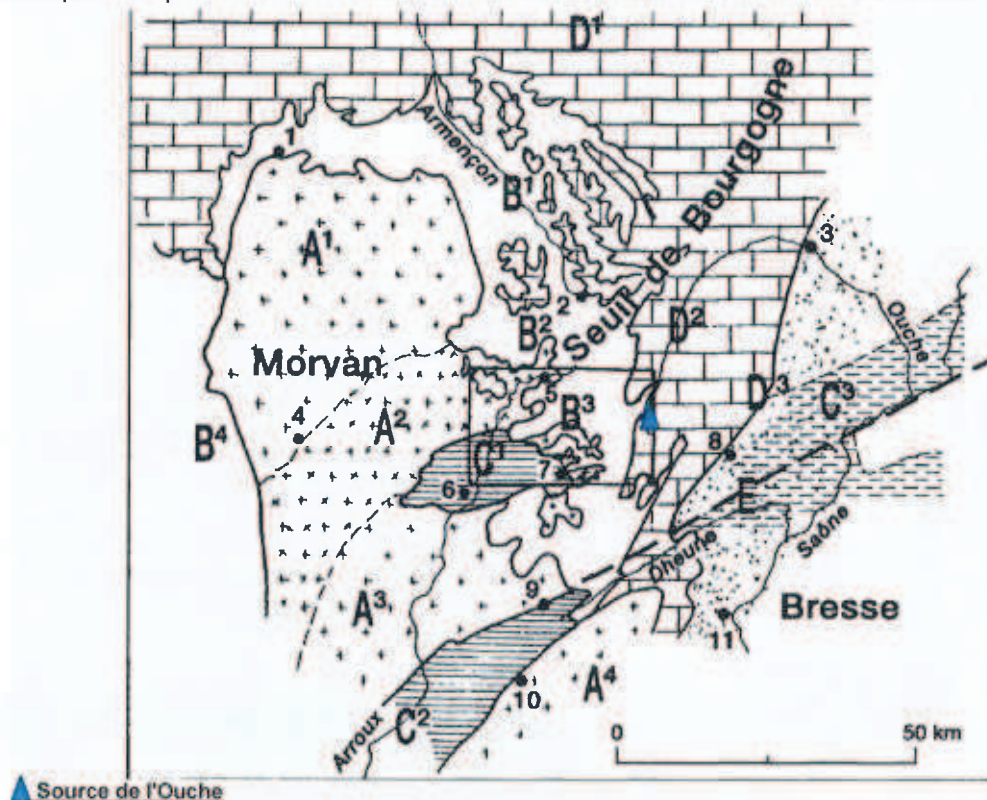 D¹
Armençon
1
B¹
A¹
Seuil de Bourgogne
3
2
B²
D²
Ouche
Morvan
D³
C³
5
4
A²
B³
B⁴
C¹
8
7
6
E
Dheune
Saône
9
A³
Bresse
11
A⁴
10
C²
Arroux
0
50 km
Source de l'Ouche